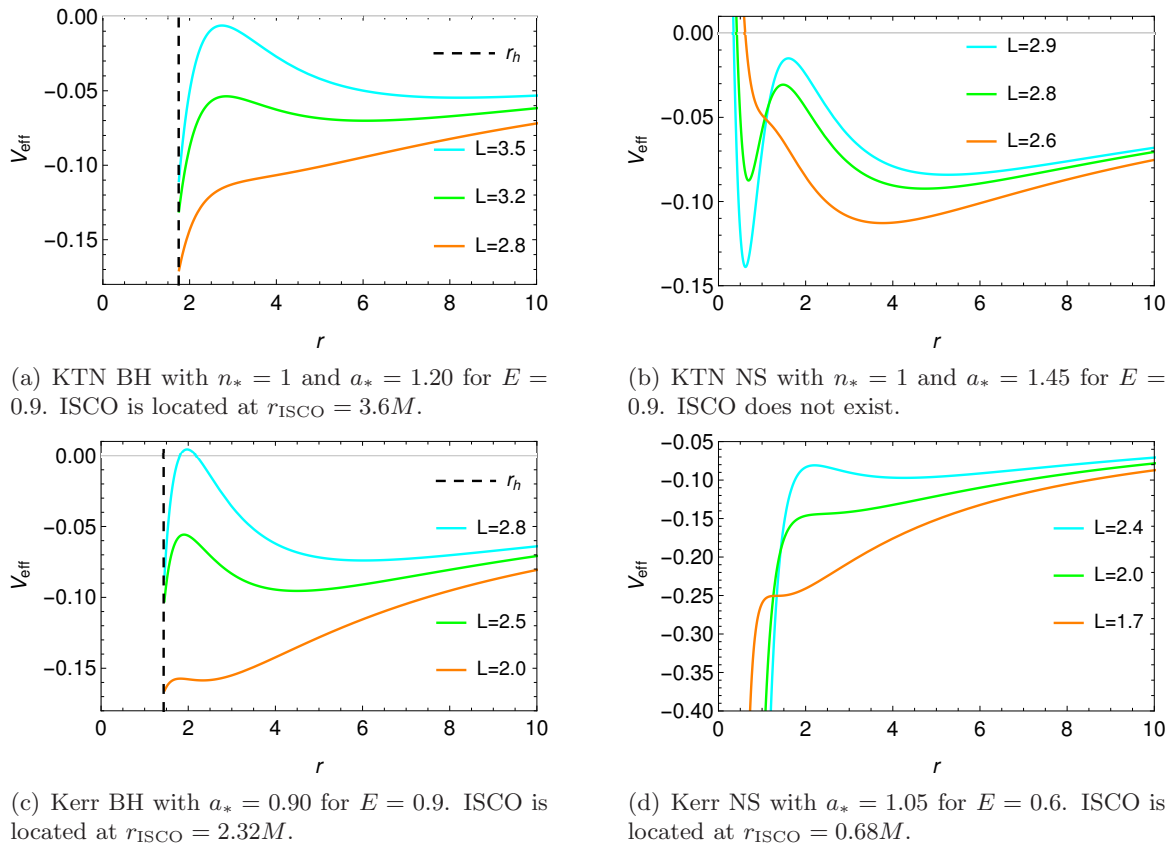 0.00
-0.05
-0.10
-0.15
V_eff
0 2 4 6 8 10
r
r_h
L=3.5
L=3.2
L=2.8
(a) KTN BH with n_* = 1 and a_* = 1.20 for E =
0.9. ISCO is located at r_ISCO = 3.6M.
0.00
-0.05
-0.10
-0.15
V_eff
0 2 4 6 8 10
r
L=2.9
L=2.8
L=2.6
(b) KTN NS with n_* = 1 and a_* = 1.45 for E =
0.9. ISCO does not exist.
0.00
-0.05
-0.10
-0.15
V_eff
0 2 4 6 8 10
r
r_h
L=2.8
L=2.5
L=2.0
(c) Kerr BH with a_* = 0.90 for E = 0.9. ISCO is
located at r_ISCO = 2.32M.
-0.05
-0.10
-0.15
-0.20
-0.25
-0.30
-0.35
-0.40
V_eff
0 2 4 6 8 10
r
L=2.4
L=2.0
L=1.7
(d) Kerr NS with a_* = 1.05 for E = 0.6. ISCO is
located at r_ISCO = 0.68M.